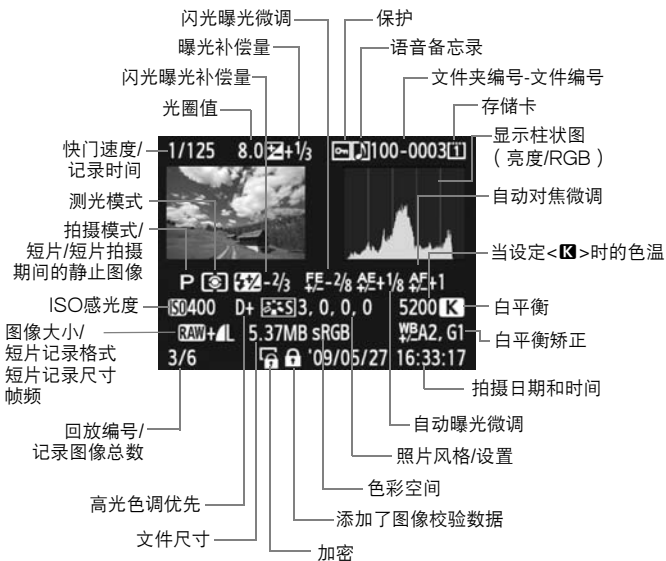 闪光曝光微调
保护
曝光补偿量
语音备忘录
闪光曝光补偿量
文件夹编号-文件编号
光圈值
存储卡
快门速度/
记录时间
1/125 8.0 +1/3 100-0003 1
显示柱状图
（亮度/RGB）
测光模式
自动对焦微调
拍摄模式/
短片/短片拍摄
期间的静止图像
当设定<K>时的色温
P -2/3 FE-2/8 AE+1/8 AF+1
ISO感光度
ISO400 D+ S3, 0, 0, 0 5200 K
白平衡
图像大小/
短片记录格式
短片记录尺寸
帧频
RAW+L 5.37MB sRGB WB A2, G1
白平衡矫正
3/6 '09/05/27 16:33:17
拍摄日期和时间
回放编号/
记录图像总数
自动曝光微调
照片风格/设置
高光色调优先
色彩空间
文件尺寸
添加了图像校验数据
加密